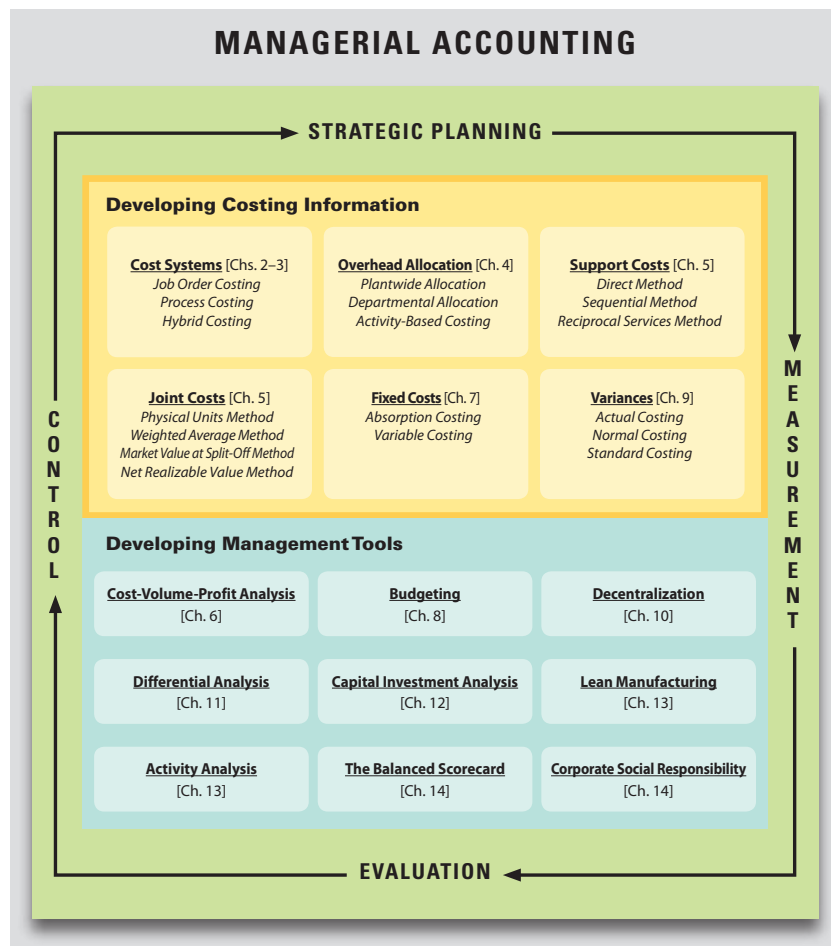 MANAGERIAL ACCOUNTING
STRATEGIC PLANNING
Developing Costing Information
Cost Systems [Chs. 2–3]
Job Order Costing
Process Costing
Hybrid Costing
Overhead Allocation [Ch. 4]
Plantwide Allocation
Departmental Allocation
Activity-Based Costing
Support Costs [Ch. 5]
Direct Method
Sequential Method
Reciprocal Services Method
Joint Costs [Ch. 5]
Physical Units Method
Weighted Average Method
Market Value at Split-Off Method
Net Realizable Value Method
Fixed Costs [Ch. 7]
Absorption Costing
Variable Costing
Variances [Ch. 9]
Actual Costing
Normal Costing
Standard Costing
Developing Management Tools
Cost-Volume-Profit Analysis
[Ch. 6]
Budgeting
[Ch. 8]
Decentralization
[Ch. 10]
Differential Analysis
[Ch. 11]
Capital Investment Analysis
[Ch. 12]
Lean Manufacturing
[Ch. 13]
Activity Analysis
[Ch. 13]
The Balanced Scorecard
[Ch. 14]
Corporate Social Responsibility
[Ch. 14]
MEASUREMENT
EVALUATION
CONTROL